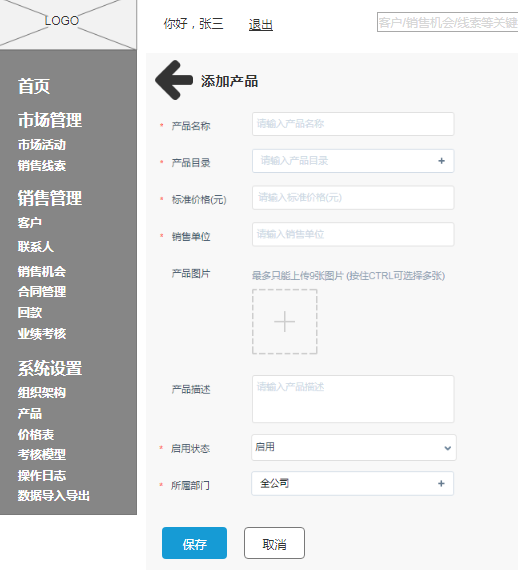 LOGO
你好，张三
退出
客户/销售机会/线索等关键
首页
市场管理
市场活动
销售线索
销售管理
客户
联系人
销售机会
合同管理
回款
业绩考核
系统设置
组织架构
产品
价格表
考核模型
操作日志
数据导入导出
添加产品
* 产品名称 请输入产品名称
* 产品目录 请输入产品目录 +
* 标准价格(元) 请输入标准价格(元)
* 销售单位 请输入销售单位
产品图片 最多只能上传9张图片 (按住CTRL可选择多张)
产品描述 请输入产品描述
* 启用状态 启用
* 所属部门 全公司 +
保存 取消